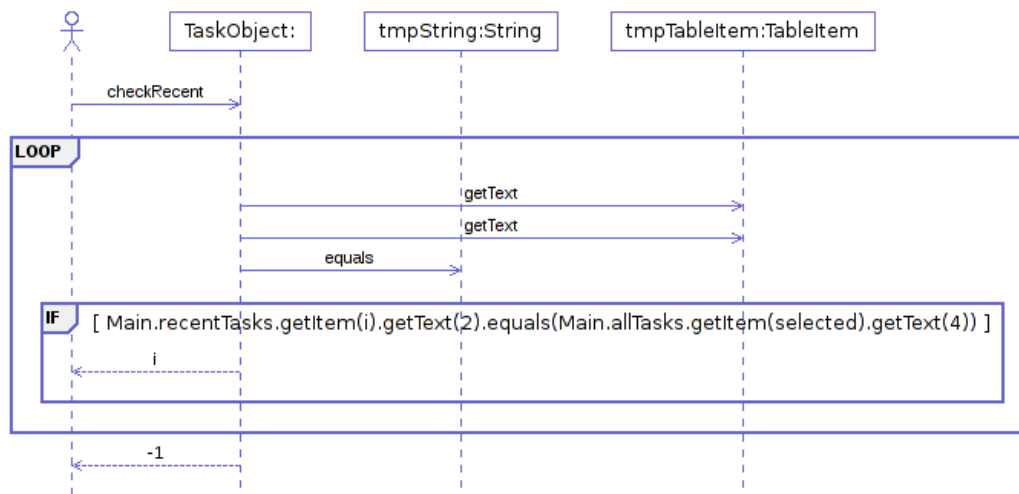 TaskObject: tmpString:String tmpTableItem:TableItem
checkRecent
LOOP
getText
getText
equals
IF [ Main.recentTasks.getItem(i).getText(2).equals(Main.allTasks.getItem(selected).getText(4)) ]
i
-1